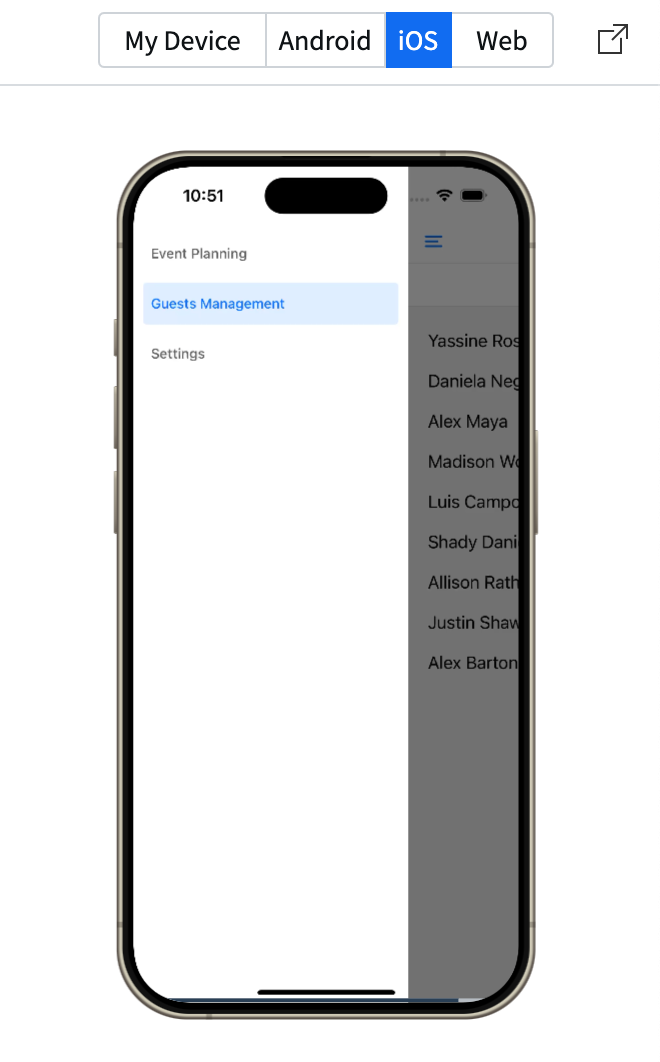 My Device Android iOS Web
10:51
Event Planning
Guests Management
Settings
Yassine Ros
Daniela Neg
Alex Maya
Madison Wo
Luis Campo
Shady Dani
Allison Rath
Justin Shaw
Alex Barton